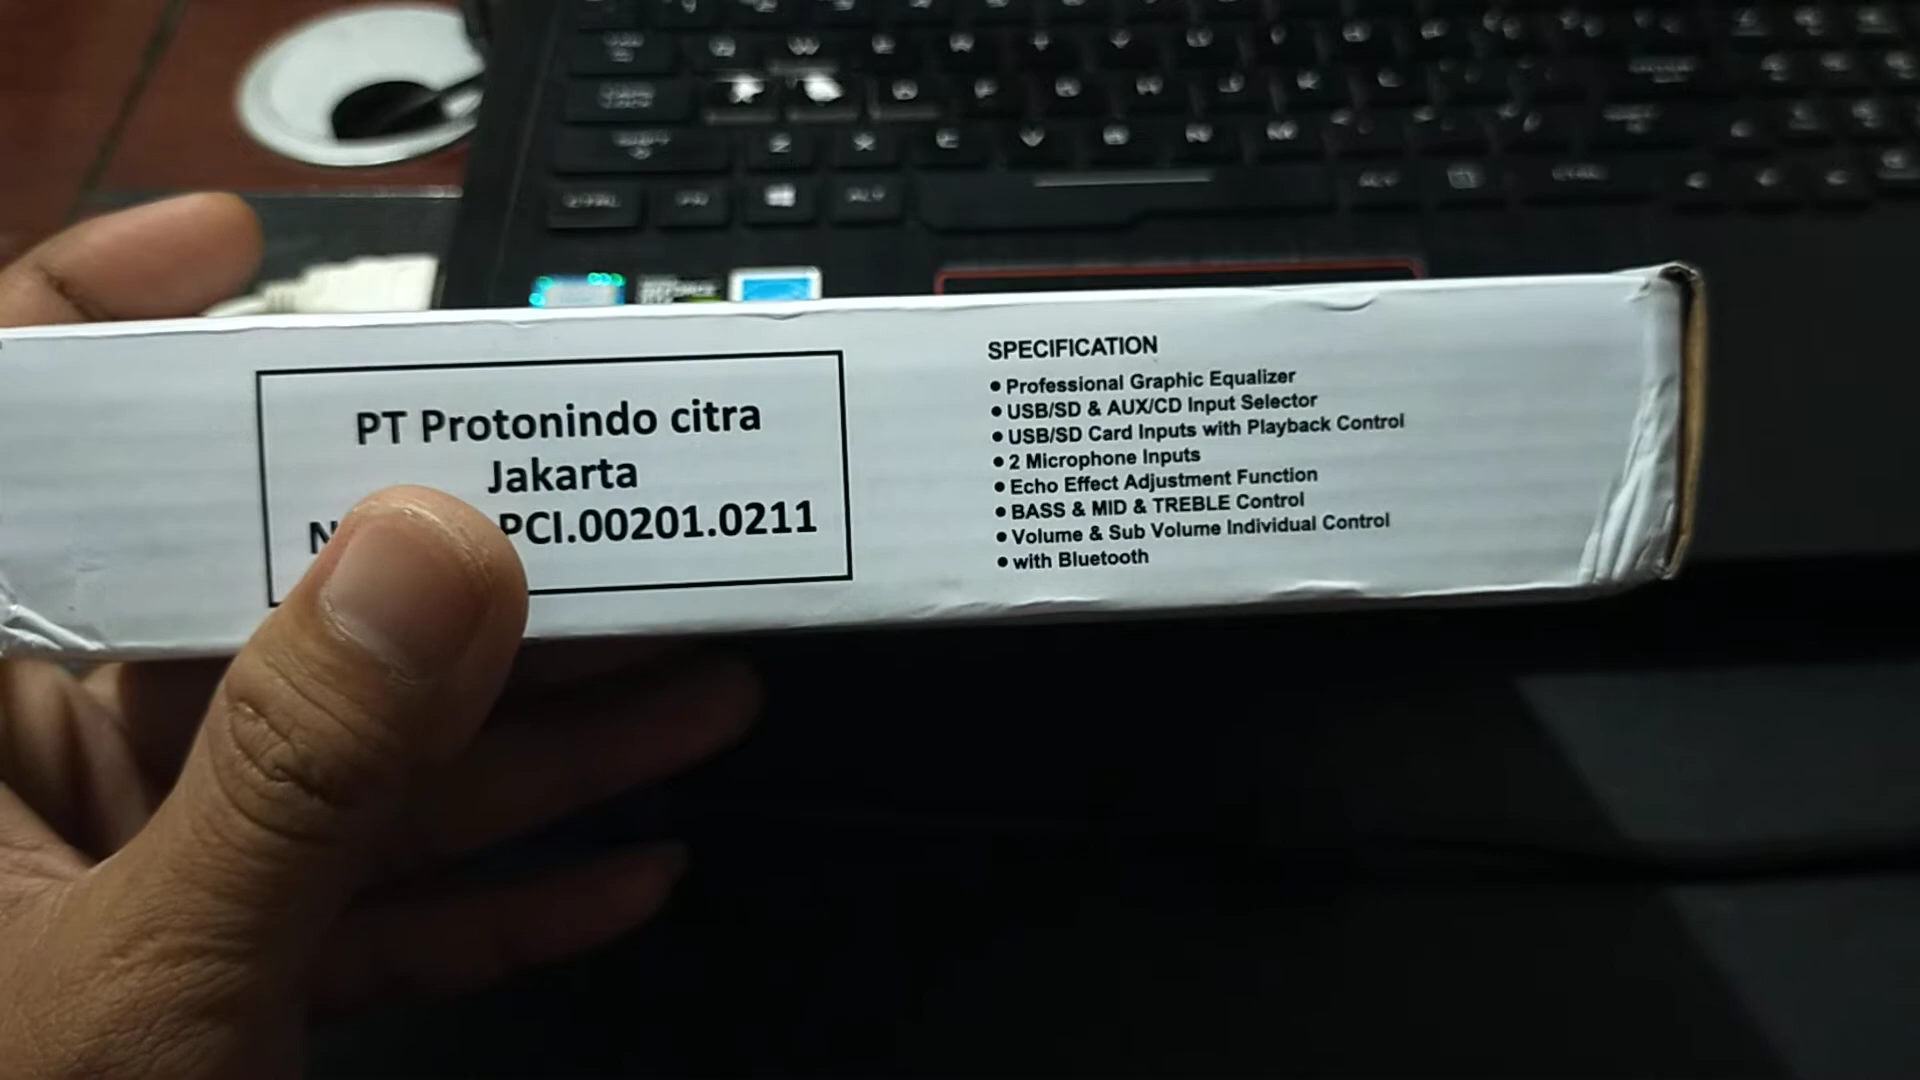 PT Protonindo citra
Jakarta
PCI.00201.0211
SPECIFICATION
● Professional Graphic Equalizer
● USB/SD & AUX/CD Input Selector
● USB/SD Card Inputs with Playback Control
● 2 Microphone Inputs
● Echo Effect Adjustment Function
● BASS & MID & TREBLE Control
● Volume & Sub Volume Individual Control
● with Bluetooth